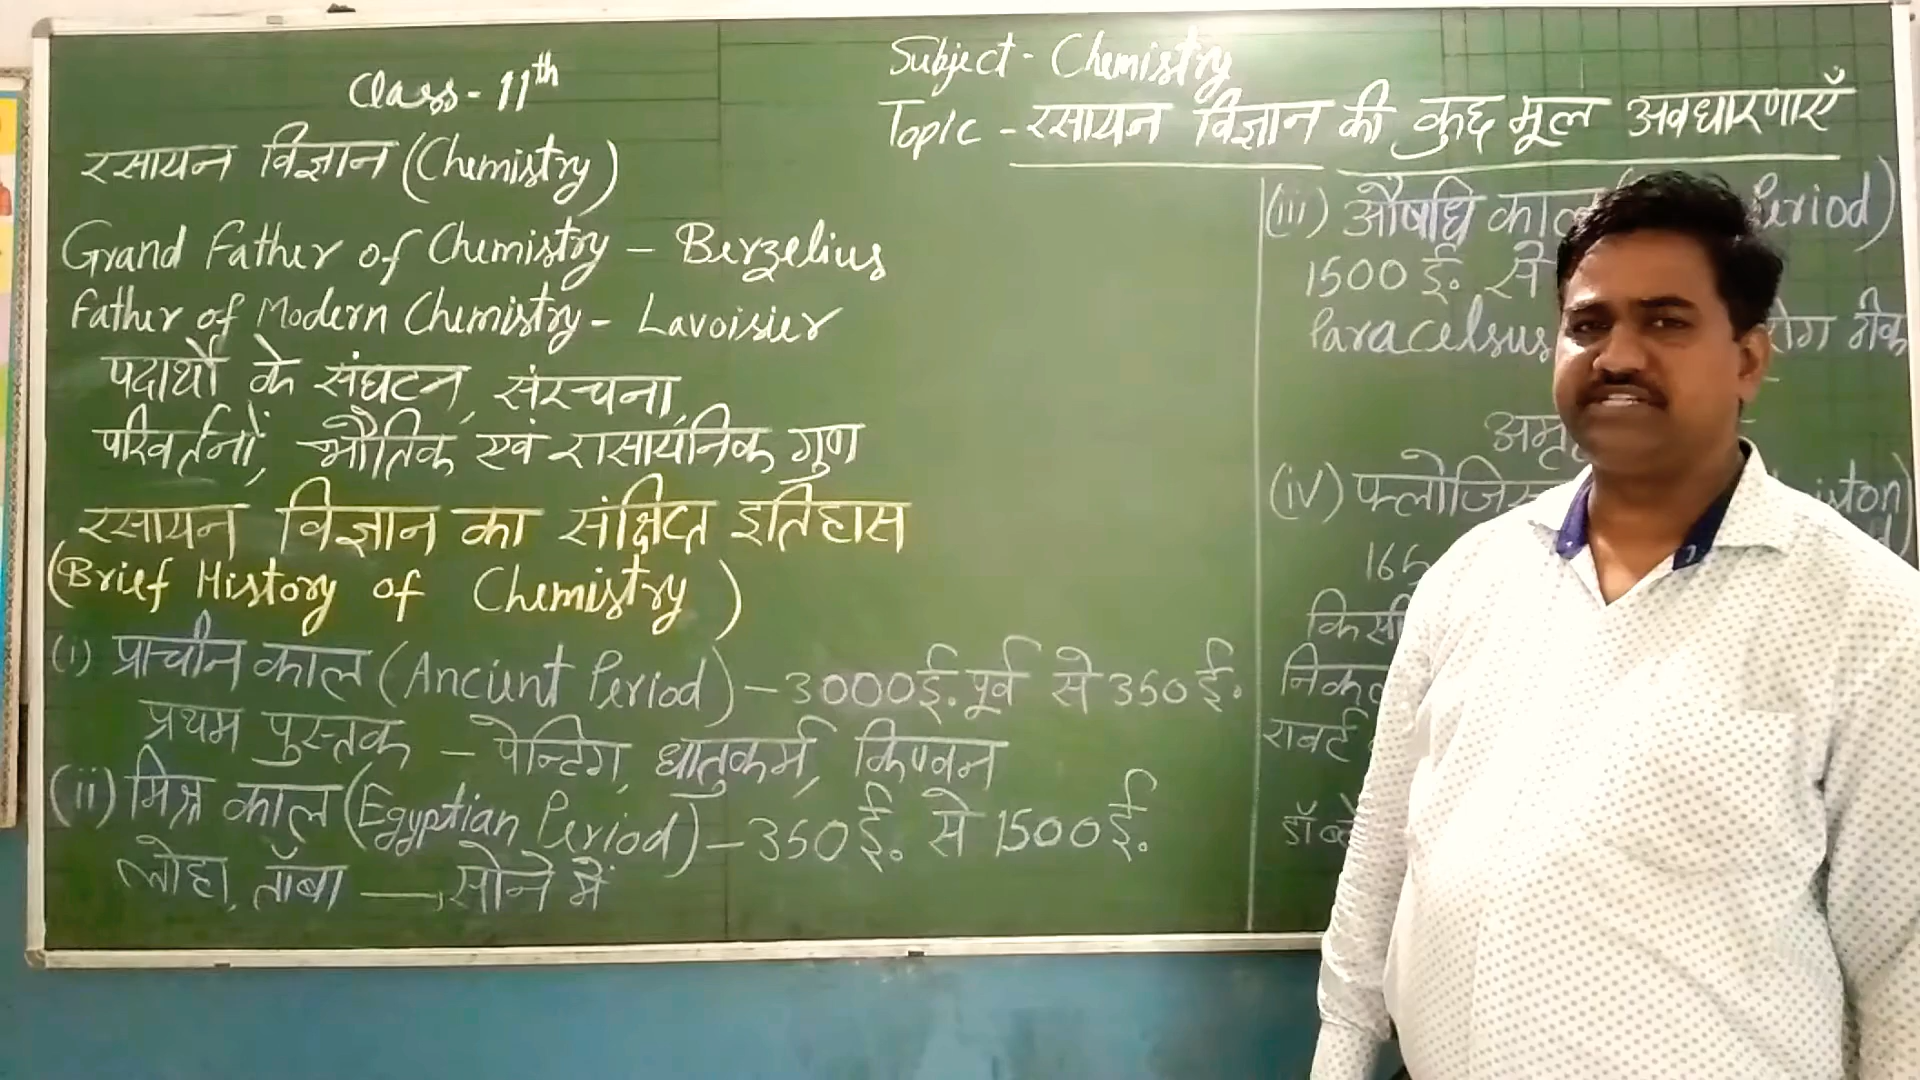 Class - 11th
Subject - Chemistry
Topic - रसायन विज्ञान की कुछ मूल अवधारणाएँ
रसायन विज्ञान (Chemistry)
Grand Father of Chemistry - Berzelius
Father of Modern Chemistry - Lavoisier
पदार्थों के संघटन, संरचना,
परिवर्तनों, भौतिक एवं रासायनिक गुण
रसायन विज्ञान का संक्षिप्त इतिहास
(Brief History of Chemistry)
(i) प्राचीन काल (Ancient Period) - 3000 ई. पूर्व से 350 ई.
प्रथम पुस्तक - पेन्टिग, धातुकर्म, किण्वन
(ii) मिश्र काल (Egyptian Period) - 350 ई. से 1500 ई.
लोहा, ताँबा → सोने में
(iii) औषधि काल Period)
1500 ई. से
Paracelsus रोग ठीक
(iv)
राबर्ट